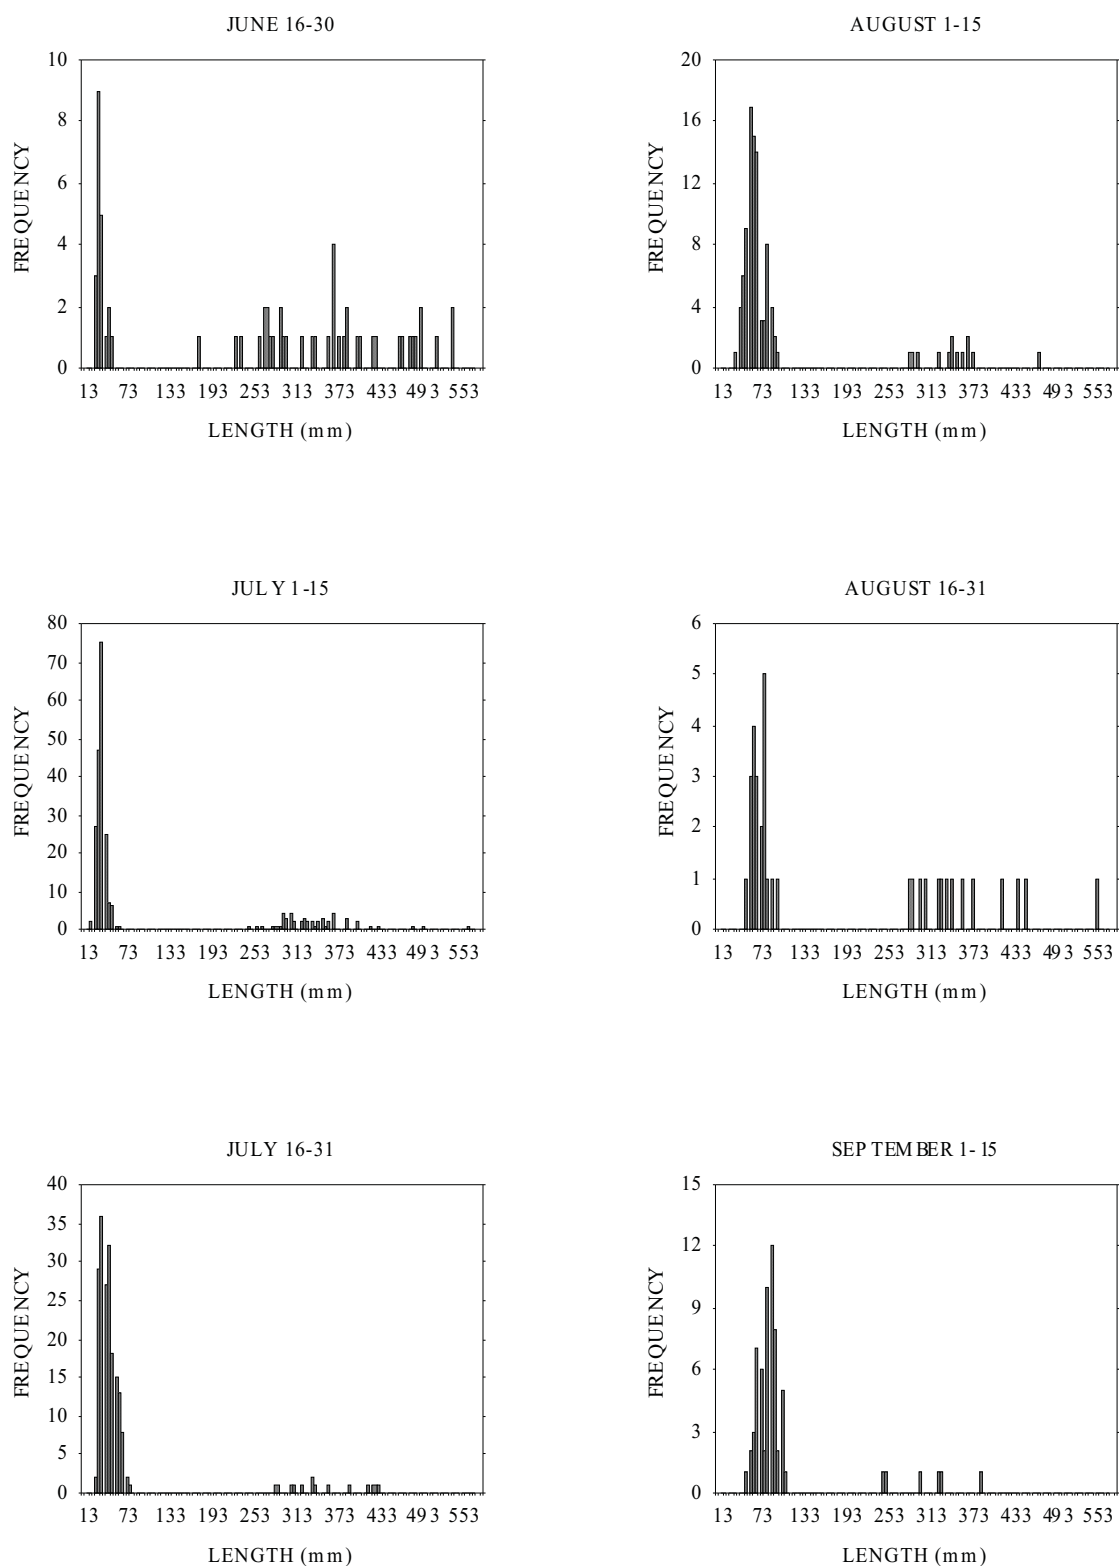 JUNE 16-30
10
8
6
4
2
0
FREQUENCY
13 73 133 193 253 313 373 433 493 553
LENGTH (mm)
AUGUST 1-15
20
16
12
8
4
0
FREQUENCY
13 73 133 193 253 313 373 433 493 553
LENGTH (mm)
JULY 1-15
80
70
60
50
40
30
20
10
0
FREQUENCY
13 73 133 193 253 313 373 433 493 553
LENGTH (mm)
AUGUST 16-31
6
5
4
3
2
1
0
FREQUENCY
13 73 133 193 253 313 373 433 493 553
LENGTH (mm)
JULY 16-31
40
35
30
25
20
15
10
5
0
FREQUENCY
13 73 133 193 253 313 373 433 493 553
LENGTH (mm)
SEPTEMBER 1-15
15
12
9
6
3
0
FREQUENCY
13 73 133 193 253 313 373 433 493 553
LENGTH (mm)